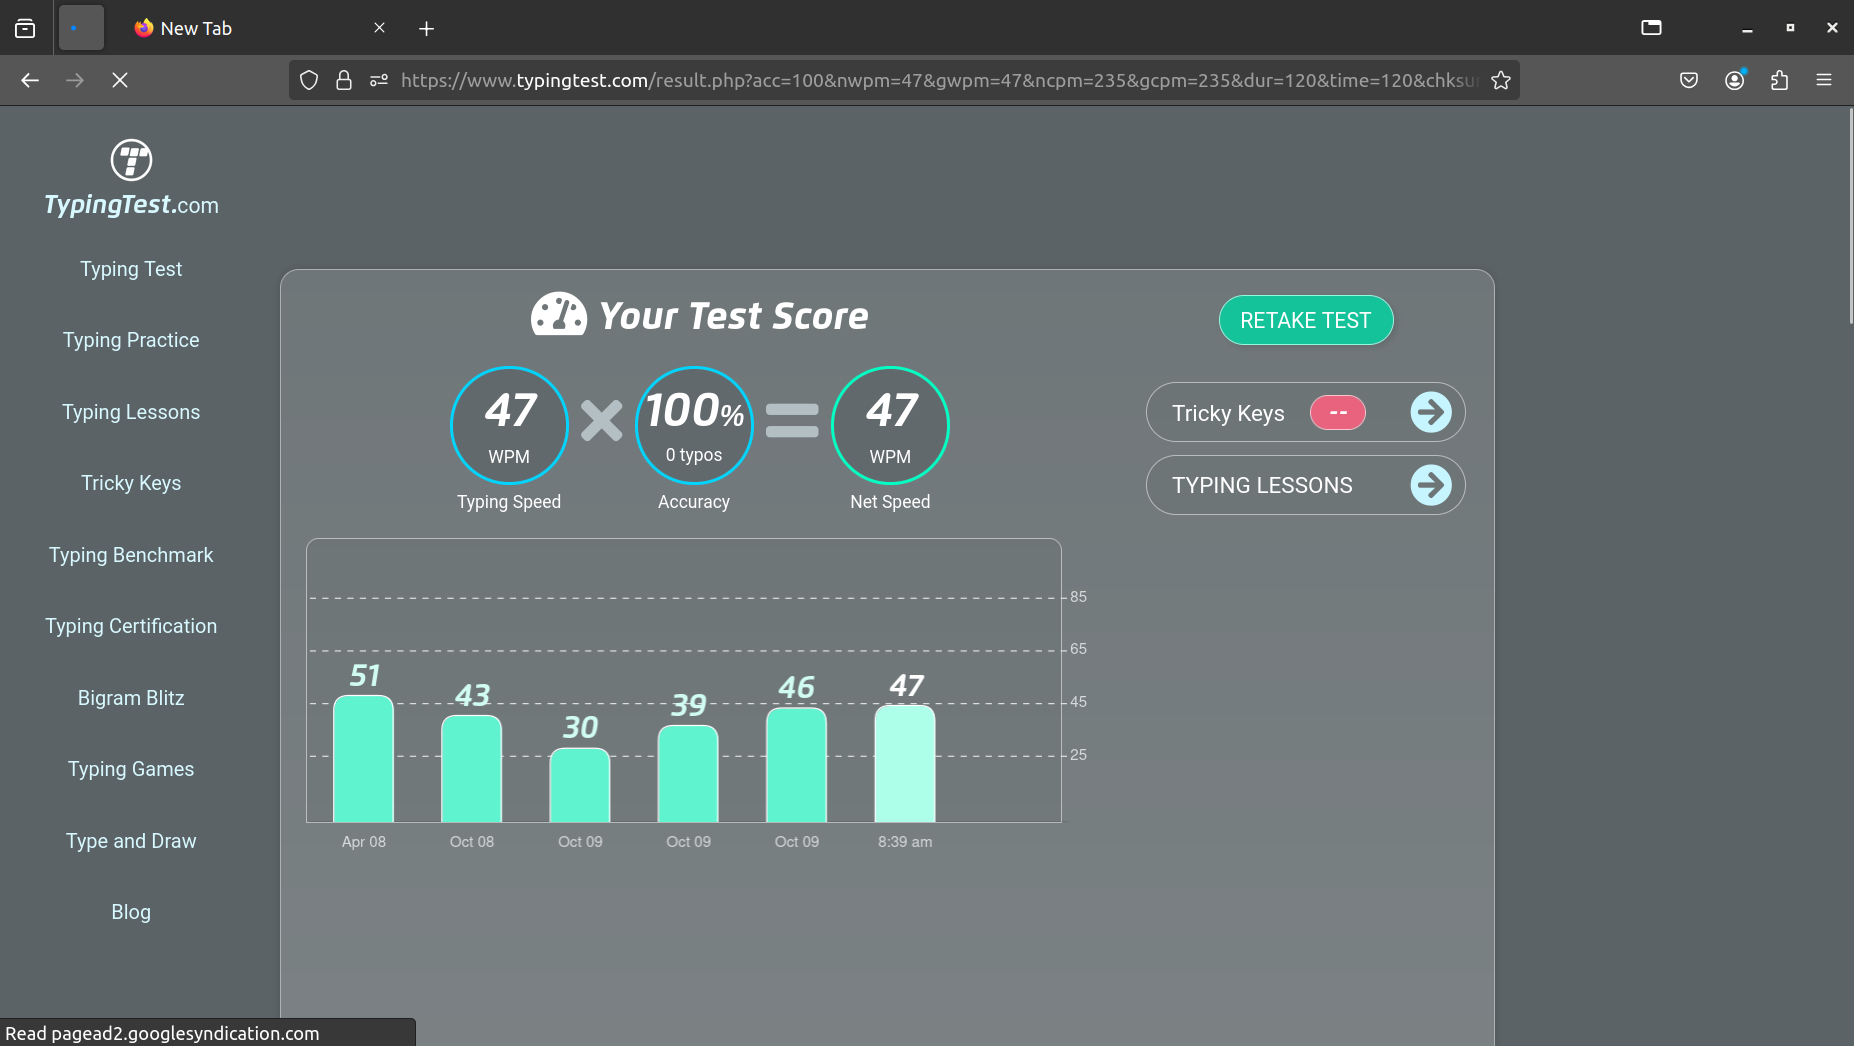 New Tab
https://www.typingtest.com/result.php?acc=100&nwpm=47&gwpm=47&ncpm=235&gcpm=235&dur=120&time=120&chksu
TypingTest.com
Typing Test
Typing Practice
Typing Lessons
Tricky Keys
Typing Benchmark
Typing Certification
Bigram Blitz
Typing Games
Type and Draw
Blog
Your Test Score
RETAKE TEST
47
WPM
Typing Speed
100%
0 typos
Accuracy
47
WPM
Net Speed
Tricky Keys --
TYPING LESSONS
85
65
45
25
51 43 30 39 46 47
Apr 08 Oct 08 Oct 09 Oct 09 Oct 09 8:39 am
Read pagead2.googlesyndication.com